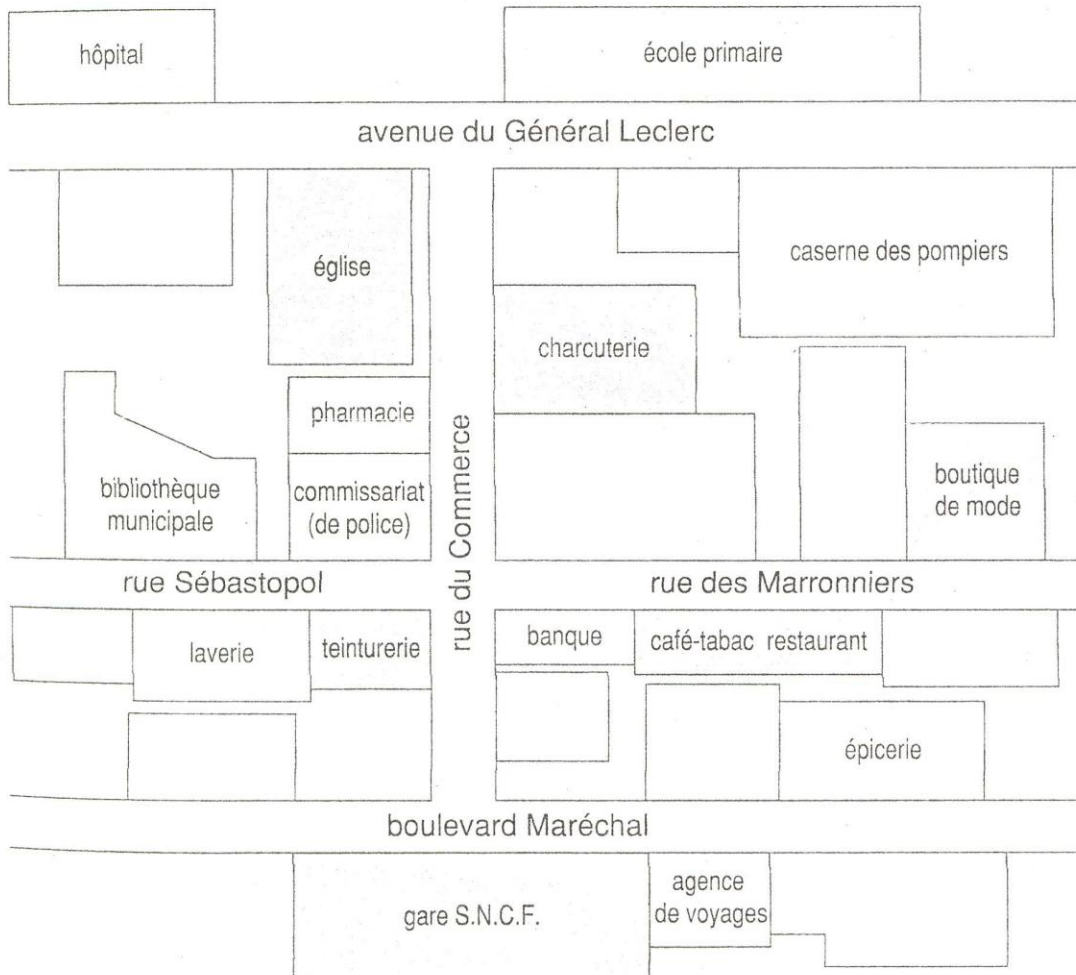 hôpital
école primaire
avenue du Général Leclerc
église
caserne des pompiers
charcuterie
pharmacie
bibliothèque
municipale
commissariat
(de police)
rue du Commerce
boutique
de mode
rue Sébastopol
rue des Marronniers
laverie
teinturerie
banque
café-tabac restaurant
épicerie
boulevard Maréchal
gare S.N.C.F.
agence
de voyages